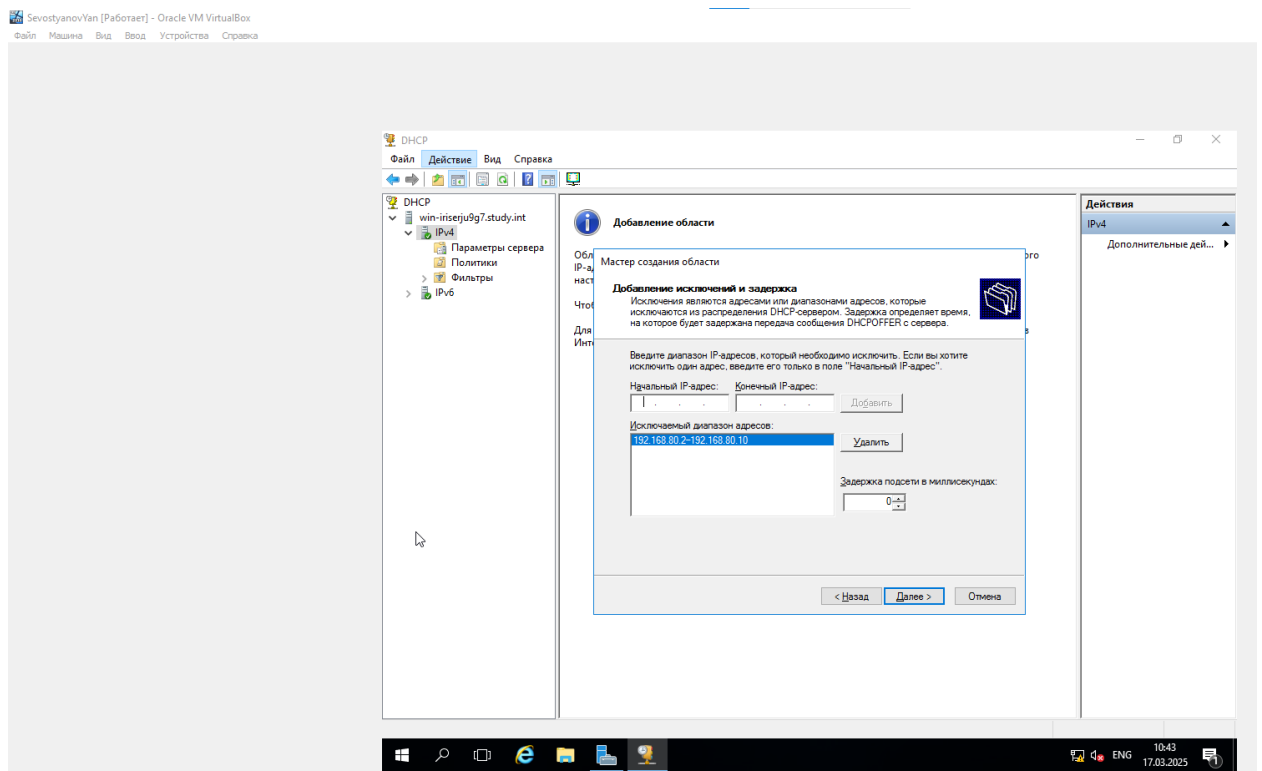 SevostyanovYan [Работает] - Oracle VM VirtualBox
Файл Машина Вид Ввод Устройства Справка
DHCP
Файл Действие Вид Справка
DHCP
win-iriserju9g7.study.int
IPv4
Параметры сервера
Политики
Фильтры
IPv6
Добавление области
Мастер создания области
Добавление исключений и задержка
Исключения являются адресами или диапазонами адресов, которые
исключаются из распределения DHCP-сервером. Задержка определяет время,
на которое будет задержана передача сообщения DHCPOFFER с сервера.
Введите диапазон IP-адресов, который необходимо исключить. Если вы хотите
исключить один адрес, введите его только в поле "Начальный IP-адрес".
Начальный IP-адрес: Конечный IP-адрес:
Добавить
Исключаемый диапазон адресов:
192.168.80.2-192.168.80.10
Удалить
Задержка подсети в миллисекундах:
0
< Назад Далее > Отмена
Действия
IPv4
Дополнительные дей...
ENG
10:43
17.03.2025
1